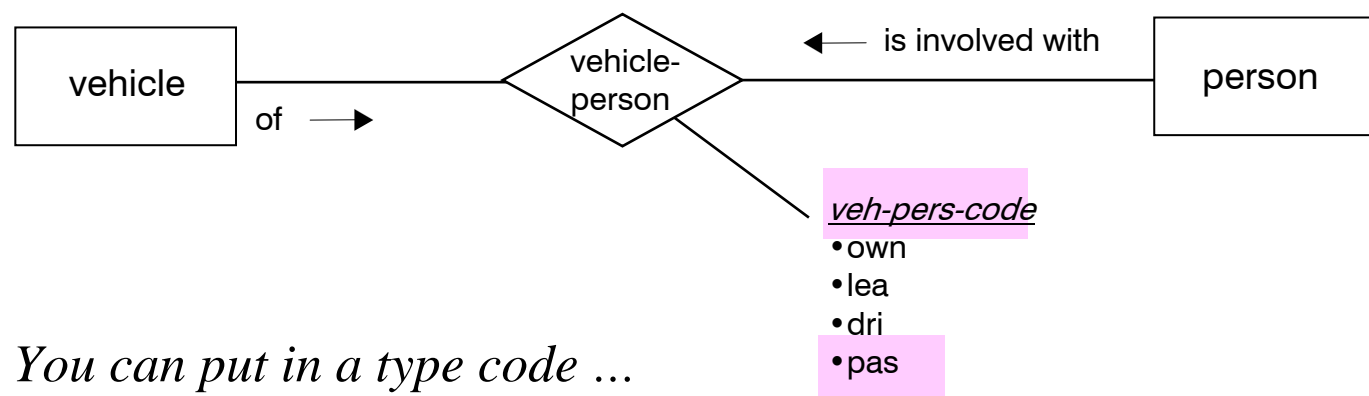 vehicle
of
vehicle-
person
is involved with
person
veh-pers-code
•own
•lea
•dri
•pas
You can put in a type code ...